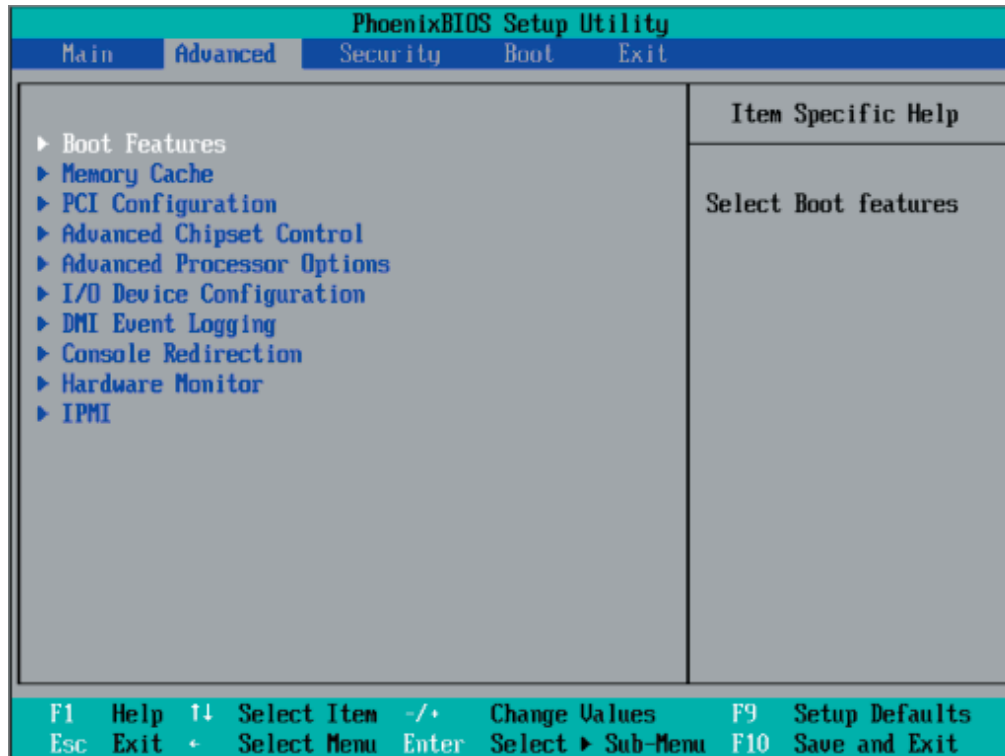 PhoenixBIOS Setup Utility
Main Advanced Security Boot Exit
Item Specific Help
▶ Boot Features
▶ Memory Cache
▶ PCI Configuration
Select Boot features
▶ Advanced Chipset Control
▶ Advanced Processor Options
▶ I/O Device Configuration
▶ DMI Event Logging
▶ Console Redirection
▶ Hardware Monitor
▶ IPMI
F1 Help ↑↓ Select Item -/+ Change Values F9 Setup Defaults
Esc Exit ← Select Menu Enter Select ▶ Sub-Menu F10 Save and Exit